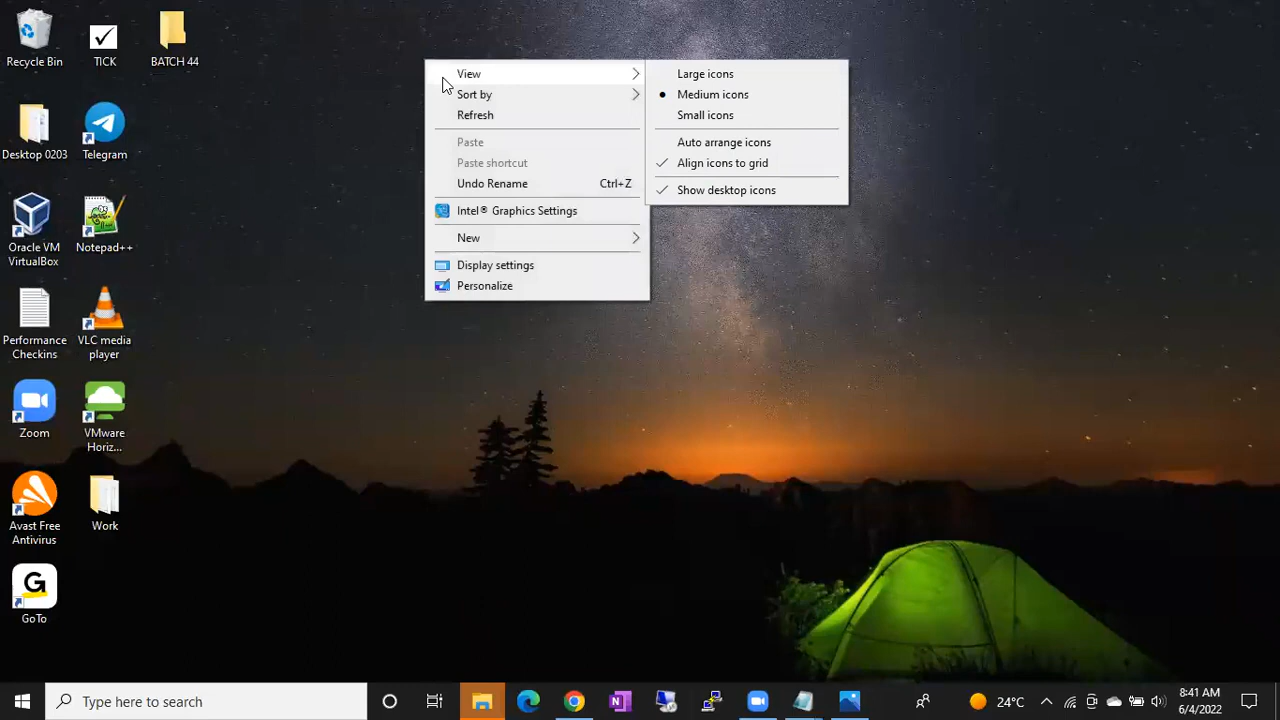 Recycle Bin
TICK
BATCH 44
Desktop 0203
Telegram
Oracle VM
VirtualBox
Notepad++
Performance
Checkins
VLC media
player
Zoom
VMware
Horiz...
Avast Free
Antivirus
Work
G
GoTo
View
Sort by
Refresh
Paste
Paste shortcut
Undo Rename Ctrl+Z
Intel® Graphics Settings
New
Display settings
Personalize
Large icons
Medium icons
Small icons
Auto arrange icons
Align icons to grid
Show desktop icons
Type here to search
24°C
8:41 AM
6/4/2022